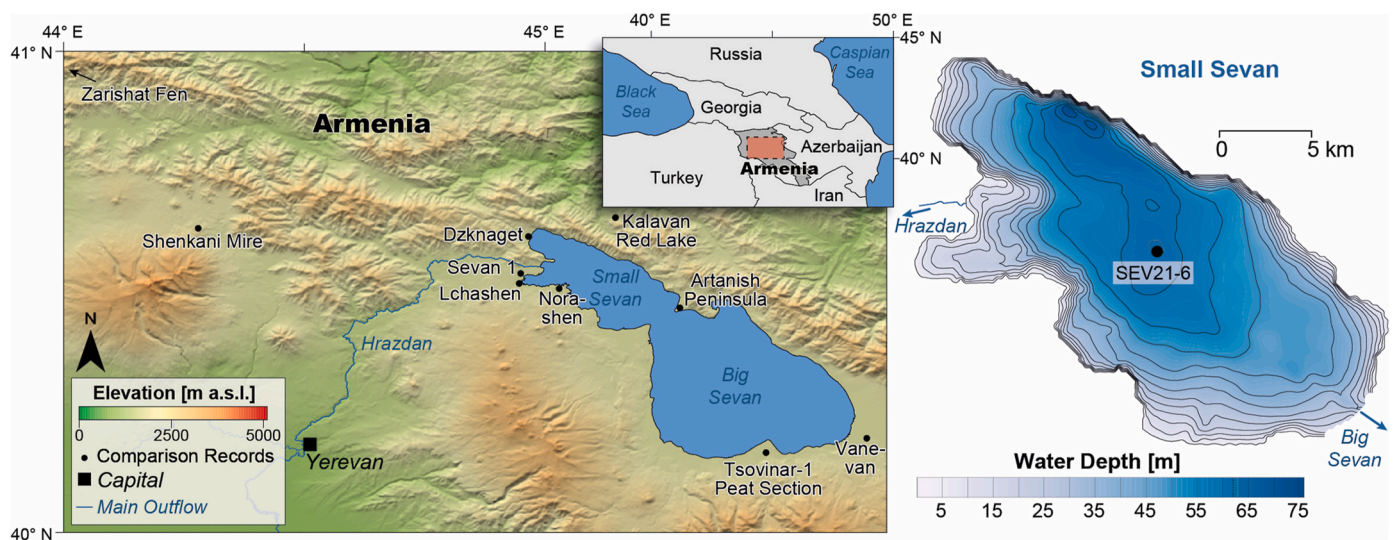 44° E
45° E
40° E
50° E
41° N
45° N
40° N
40° N
Zarishat Fen
Armenia
Shenkani Mire
Dzknaget
Sevan 1
Lchashen
Nora-
shen
Small
Sevan
Kalavan
Red Lake
Artanish
Peninsula
Hrazdan
Big
Sevan
Vane-
van
Tsovinar-1
Peat Section
Yerevan
N
Elevation [m a.s.l.]
0 2500 5000
Comparison Records
Capital
Main Outflow
Russia
Caspian
Sea
Black
Sea
Georgia
Azerbaijan
Armenia
Turkey
Iran
Small Sevan
0 5 km
Hrazdan
SEV21-6
Big
Sevan
Water Depth [m]
5 15 25 35 45 55 65 75